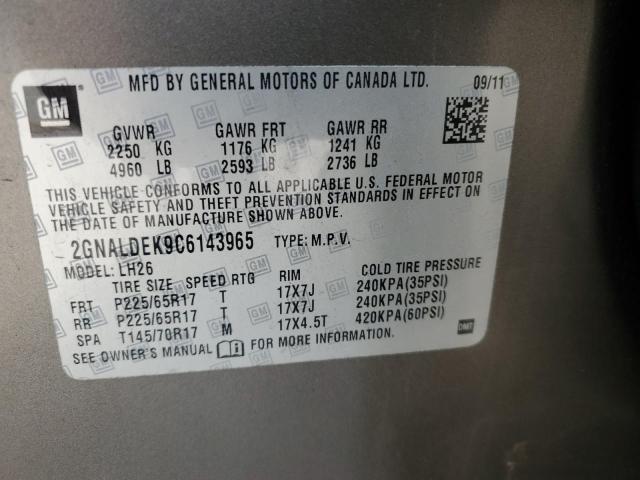 GM
MFD BY GENERAL MOTORS OF CANADA LTD. 09/11
GVWR GAWR FRT GAWR RR
2250 KG 1176 KG 1241 KG
4960 LB 2593 LB 2736 LB
THIS VEHICLE CONFORMS TO ALL APPLICABLE U.S. FEDERAL MOTOR
VEHICLE SAFETY AND THEFT PREVENTION STANDARDS IN EFFECT ON
THE DATE OF MANUFACTURE SHOWN ABOVE.
2GNALDEK9C6143965 TYPE: M.P.V.
MODEL: LH26
TIRE SIZE SPEED RTG RIM COLD TIRE PRESSURE
FRT P225/65R17 T 17X7J 240KPA(35PSI)
RR P225/65R17 T 17X7J 240KPA(35PSI)
SPA T145/70R17 M 17X4.5T 420KPA(60PSI)
SEE OWNER'S MANUAL FOR MORE INFORMATION.